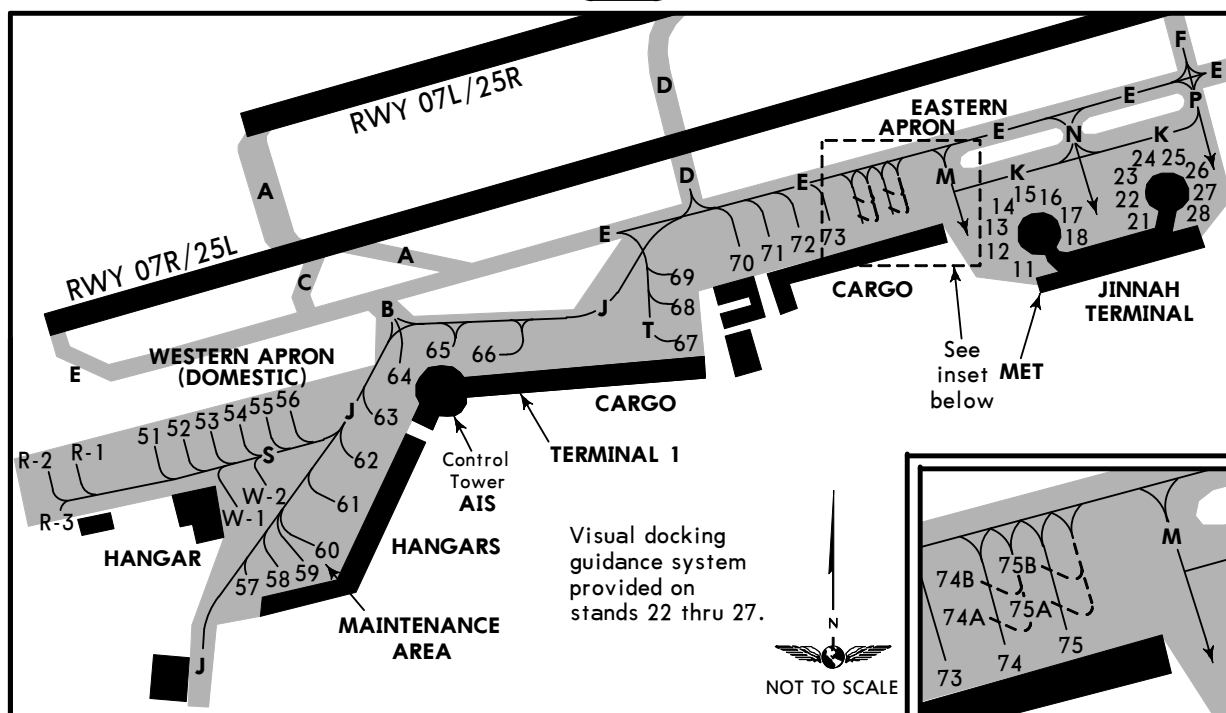 F
E
P
RWY 07L/25R
D
EASTERN
APRON
E
E
N
K
24 25
23
26
22
27
21
28
M
K
15 16
14
17
13
18
12
11
A
D
E
73
72
71
70
E
RWY 07R/25L
A
C
69
68
67
T
J
CARGO
JINNAH
TERMINAL
B
65
66
64
See
inset
below
MET
WESTERN APRON
(DOMESTIC)
E
CARGO
63
J
56
55
54
53
52
51
R-1
R-2
R-3
S
62
Control
Tower
AIS
TERMINAL 1
W-2
W-1
61
HANGAR
HANGARS
60
59
58
57
MAINTENANCE
AREA
J
Visual docking
guidance system
provided on
stands 22 thru 27.
N
NOT TO SCALE
M
75B
74B
75A
74A
75
74
73